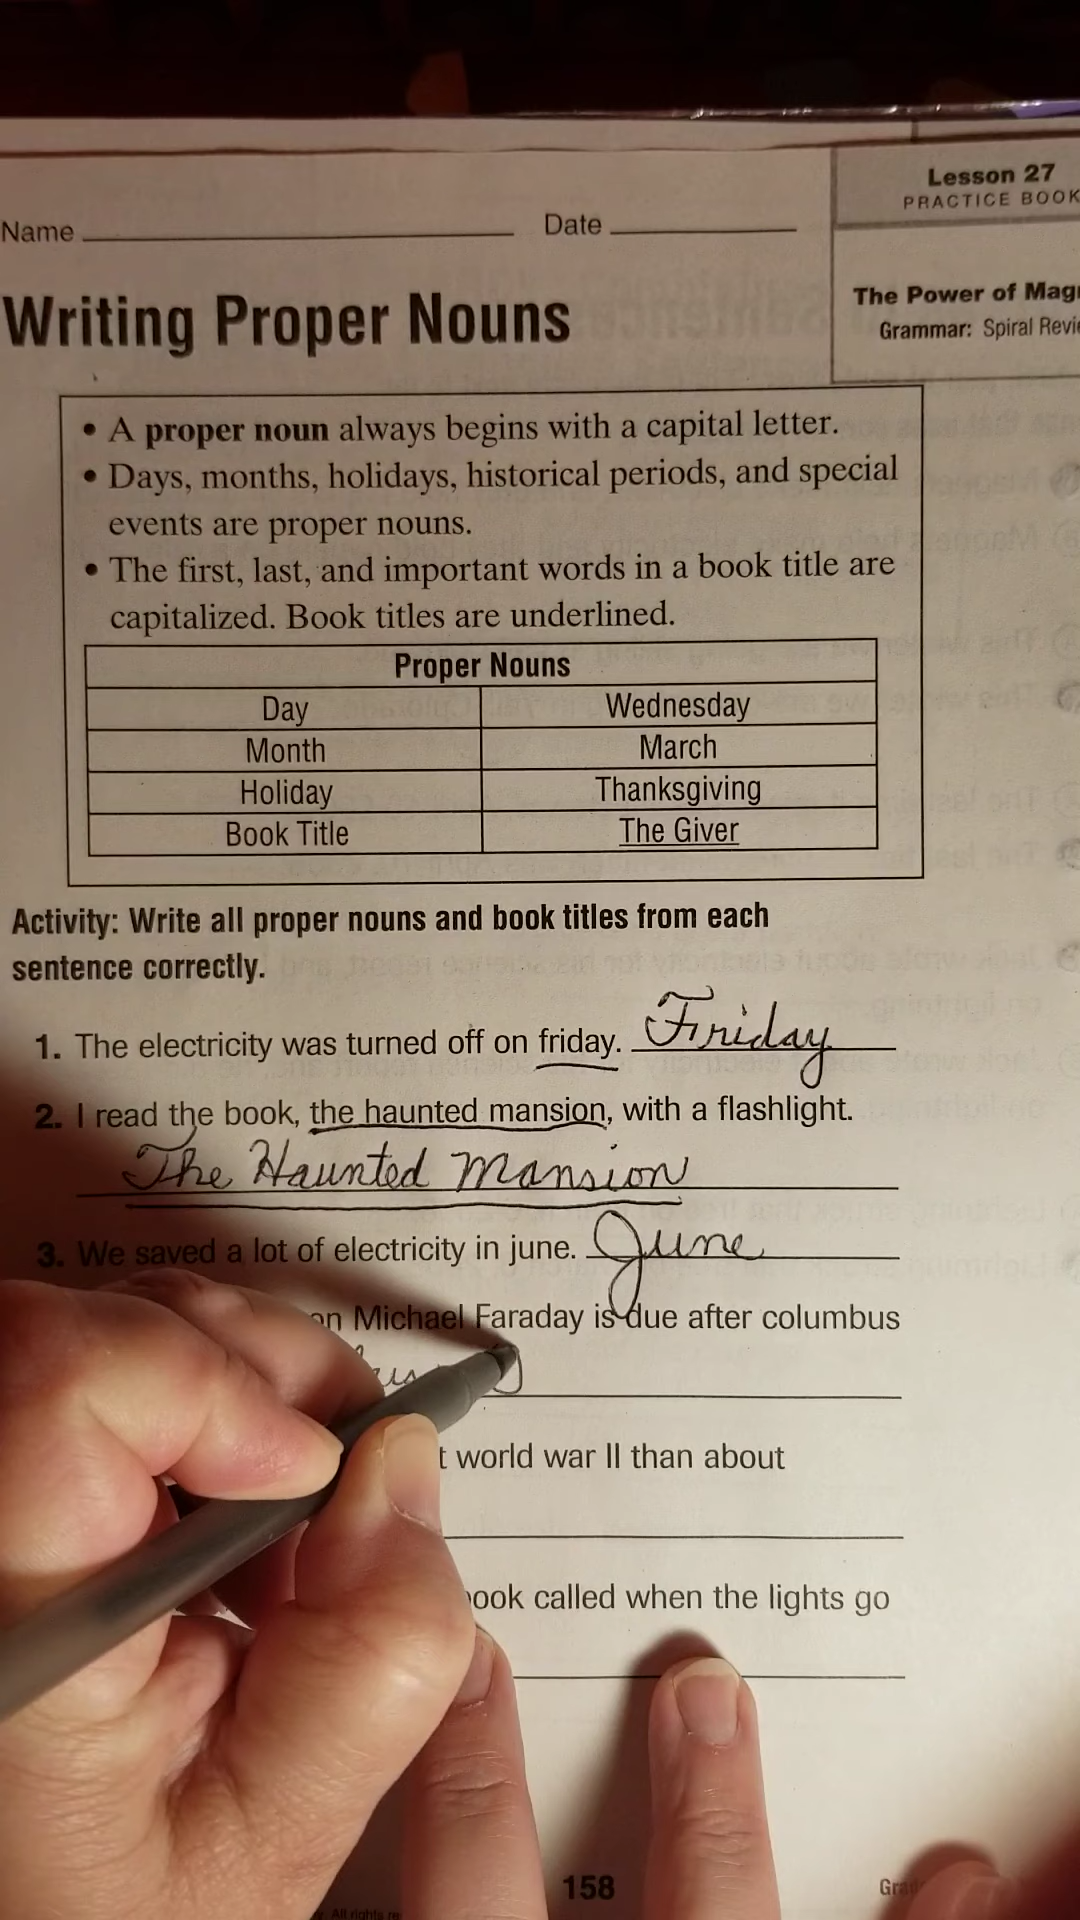 Lesson 27
PRACTICE BOOK
Name Date
The Power of
Grammar: Spiral
Writing Proper Nouns
• A proper noun always begins with a capital letter.
• Days, months, holidays, historical periods, and special
events are proper nouns.
• The first, last, and important words in a book title are
capitalized. Book titles are underlined.
Proper Nouns
Day Wednesday
Month March
Holiday Thanksgiving
Book Title The Giver
Activity: Write all proper nouns and book titles from each
sentence correctly.
1. The electricity was turned off on friday. Friday
2. I read the book, the haunted mansion, with a flashlight.
The Haunted Mansion
3. We saved a lot of electricity in june. June
Michael Faraday is due after columbus
world war II than about
called when the lights go
158
All rights